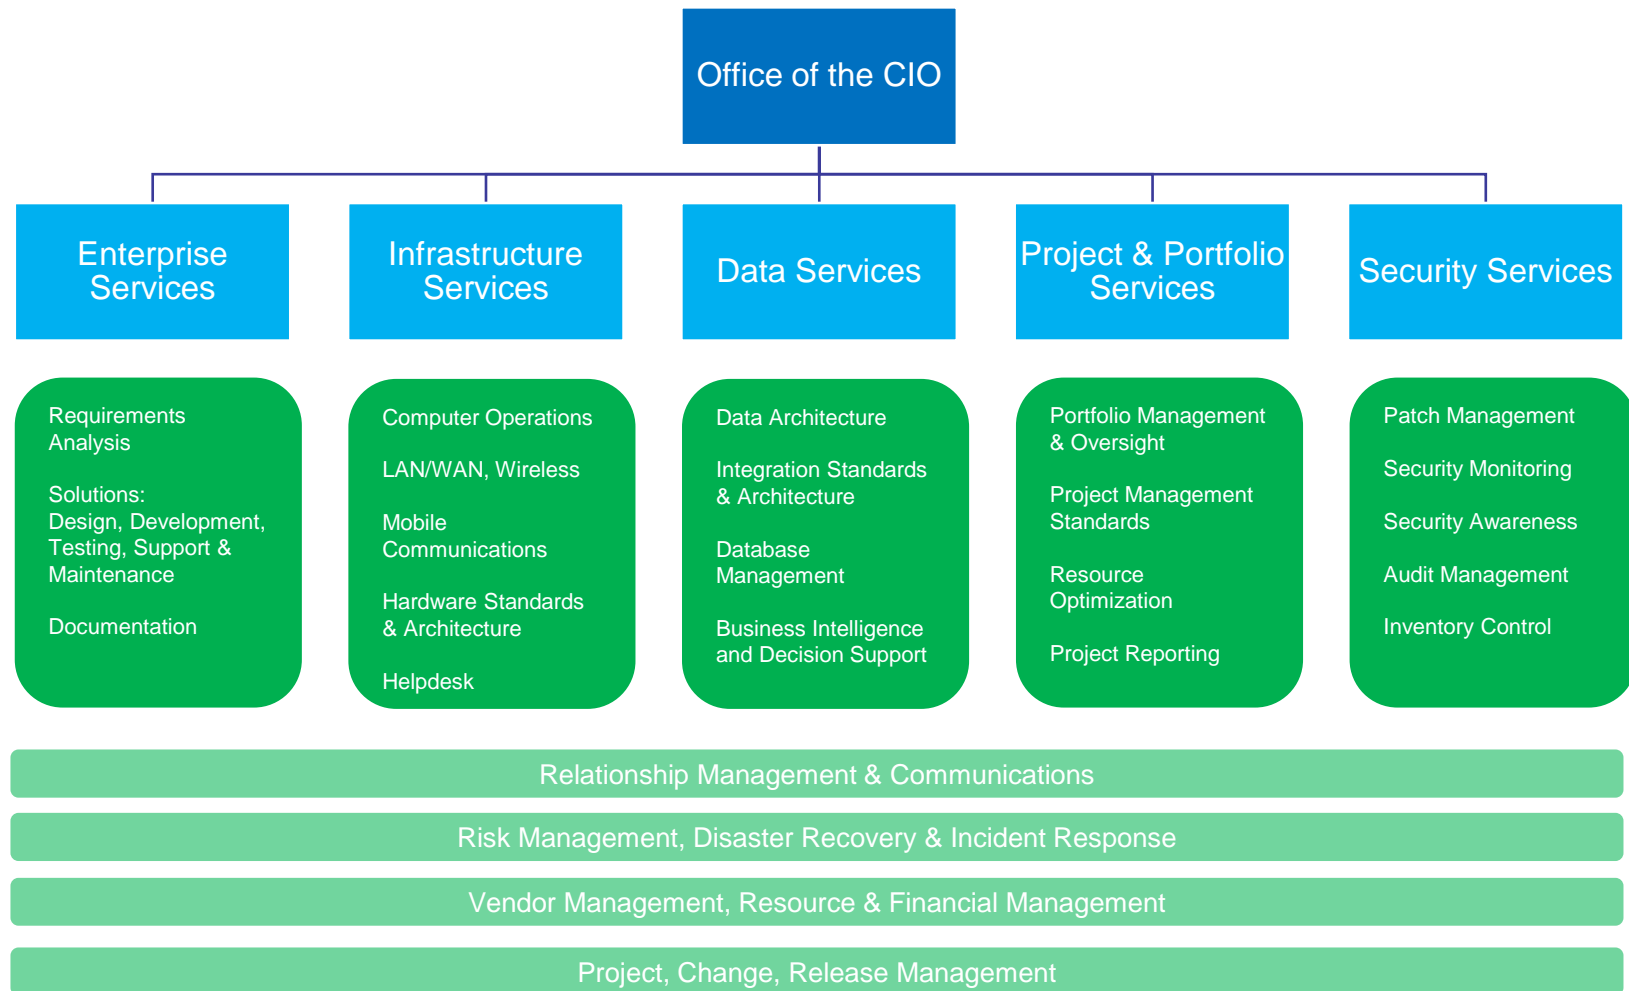 Office of the CIO
Enterprise
Services
Infrastructure
Services
Data Services
Project & Portfolio
Services
Security Services
Requirements
Analysis
Solutions:
Design, Development,
Testing, Support &
Maintenance
Documentation
Computer Operations
LAN/WAN, Wireless
Mobile
Communications
Hardware Standards
& Architecture
Helpdesk
Data Architecture
Integration Standards
& Architecture
Database
Management
Business Intelligence
and Decision Support
Portfolio Management
& Oversight
Project Management
Standards
Resource
Optimization
Project Reporting
Patch Management
Security Monitoring
Security Awareness
Audit Management
Inventory Control
Relationship Management & Communications
Risk Management, Disaster Recovery & Incident Response
Vendor Management, Resource & Financial Management
Project, Change, Release Management